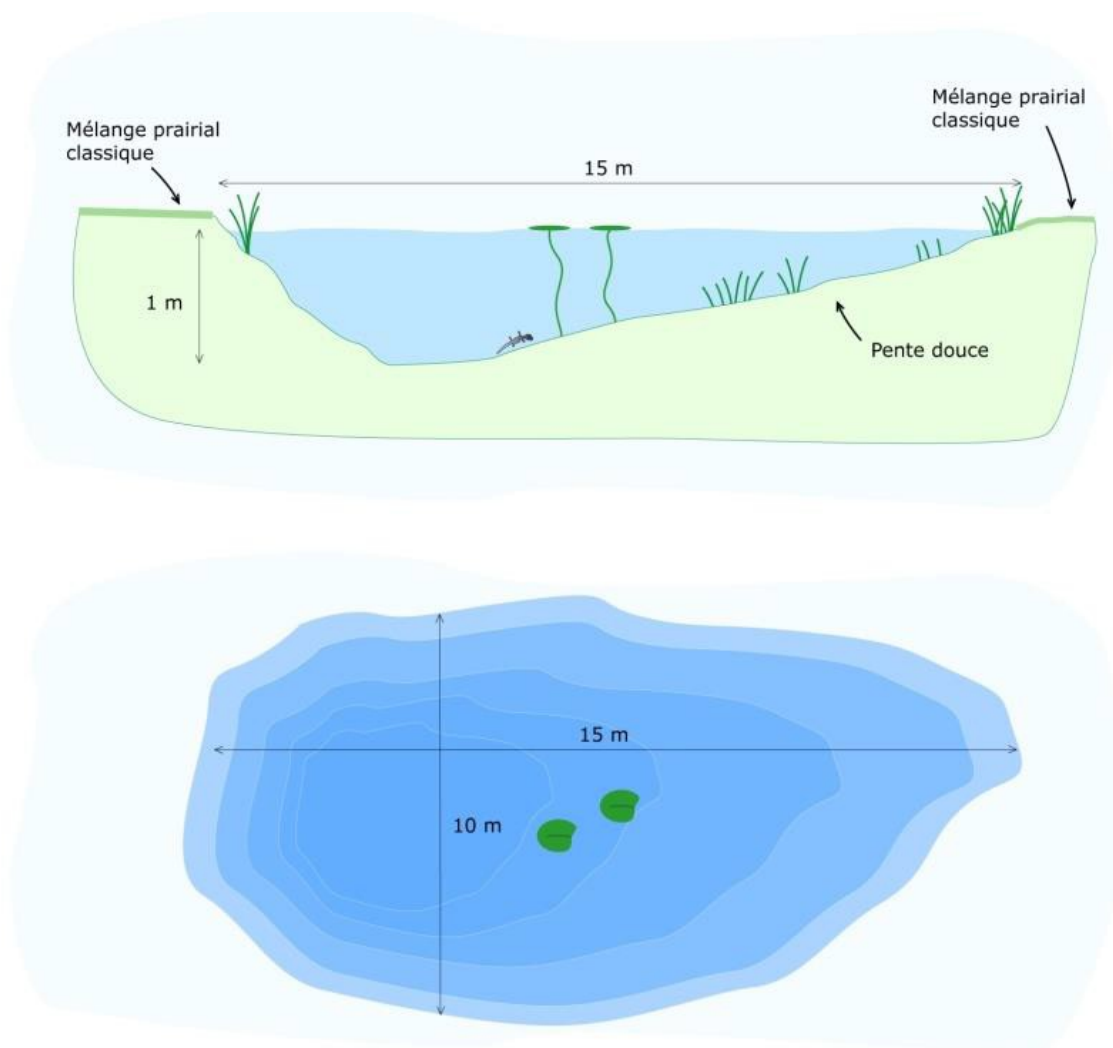 Mélange prairial
classique
Mélange prairial
classique
15 m
1 m
Pente douce
15 m
10 m